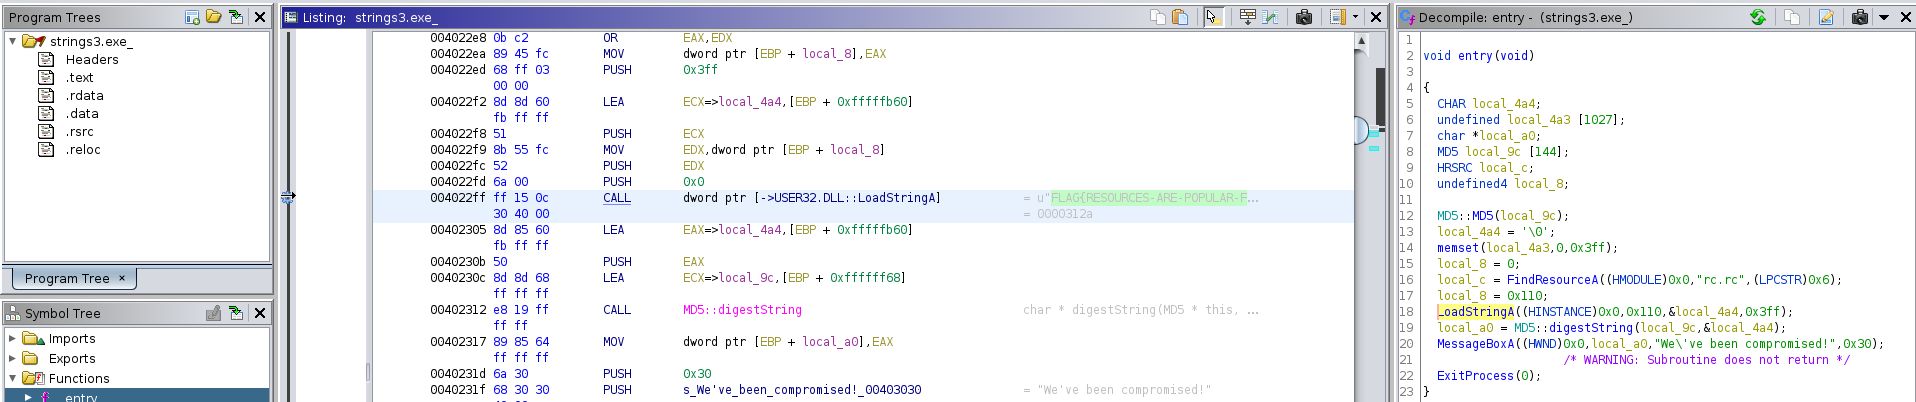 Program Trees
strings3.exe_
Headers
.text
.rdata
.data
.rsrc
.reloc
Program Tree ×
Symbol Tree
Imports
Exports
Functions
f entry
Listing: strings3.exe_
004022e8 0b c2 OR EAX,EDX
004022ea 89 45 fc MOV dword ptr [EBP + local_8],EAX
004022ed 68 ff 03 PUSH 0x3ff
00 00
004022f2 8d 8d 60 LEA ECX=>local_4a4,[EBP + 0xfffffb60]
fb ff ff
004022f8 51 PUSH ECX
004022f9 8b 55 fc MOV EDX,dword ptr [EBP + local_8]
004022fc 52 PUSH EDX
004022fd 6a 00 PUSH 0x0
004022ff ff 15 0c CALL dword ptr [->USER32.DLL::LoadStringA] = u"FLAG{RESOURCES-ARE-POPULAR-F...
30 40 00 = 0000312a
00402305 8d 85 60 LEA EAX=>local_4a4,[EBP + 0xfffffb60]
fb ff ff
0040230b 50 PUSH EAX
0040230c 8d 8d 68 LEA ECX=>local_9c,[EBP + 0xffffff68]
ff ff ff
00402312 e8 19 ff CALL MD5::digestString char * digestString(MD5 * this, ...
ff ff
00402317 89 85 64 MOV dword ptr [EBP + local_a0],EAX
ff ff ff
0040231d 6a 30 PUSH 0x30
0040231f 68 30 30 PUSH s_We've_been_compromised!_00403030 = "We've been compromised!"
Decompile: entry - (strings3.exe_)
1
2 void entry(void)
3
4 {
5 CHAR local_4a4;
6 undefined local_4a3 [1027];
7 char *local_a0;
8 MD5 local_9c [144];
9 HRSRC local_c;
10 undefined4 local_8;
11
12 MD5::MD5(local_9c);
13 local_4a4 = '\0';
14 memset(local_4a3,0,0x3ff);
15 local_8 = 0;
16 local_c = FindResourceA((HMODULE)0x0,"rc.rc",(LPCSTR)0x6);
17 local_8 = 0x110;
18 LoadStringA((HINSTANCE)0x0,0x110,&local_4a4,0x3ff);
19 local_a0 = MD5::digestString(local_9c,&local_4a4);
20 MessageBoxA((HWND)0x0,local_a0,"We\'ve been compromised!",0x30);
21 /* WARNING: Subroutine does not return */
22 ExitProcess(0);
23 }